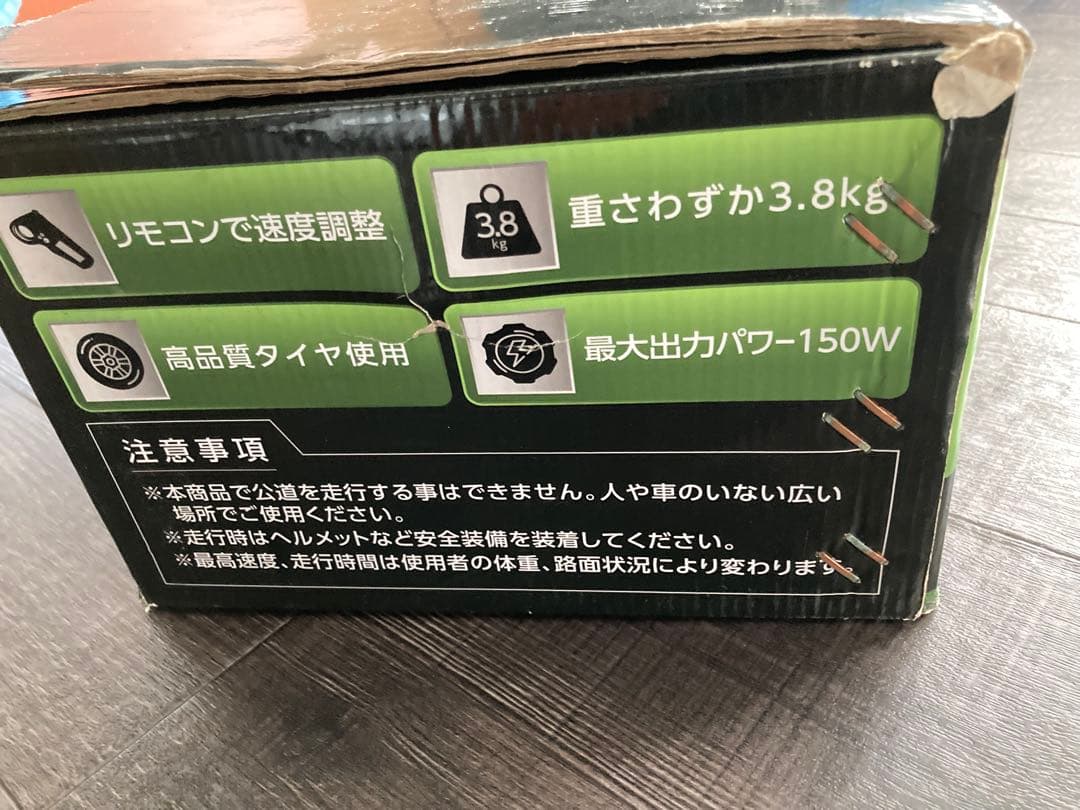 リモコンで速度調整
3.8
kg
重さわずか3.8kg
高品質タイヤ使用
最大出力パワー150W
注意事項
※本商品で公道を走行する事はできません。人や車のいない広い
場所でご使用ください。
※走行時はヘルメットなど安全装備を装着してください。
※最高速度、走行時間は使用者の体重、路面状況により変わります。